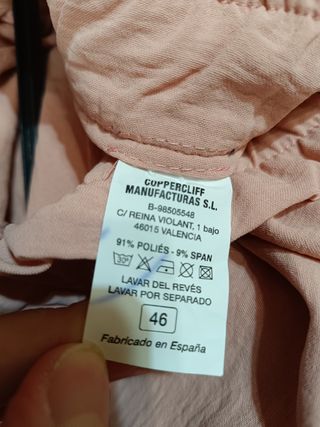 COPPERCLIFF
MANUFACTURAS S.L.
B-98505548
C/ REINA VIOLANT, 1 bajo
46015 VALENCIA
91% POLIÉS - 9% SPAN
30º
LAVAR DEL REVÉS
LAVAR POR SEPARADO
46
Fabricado en España